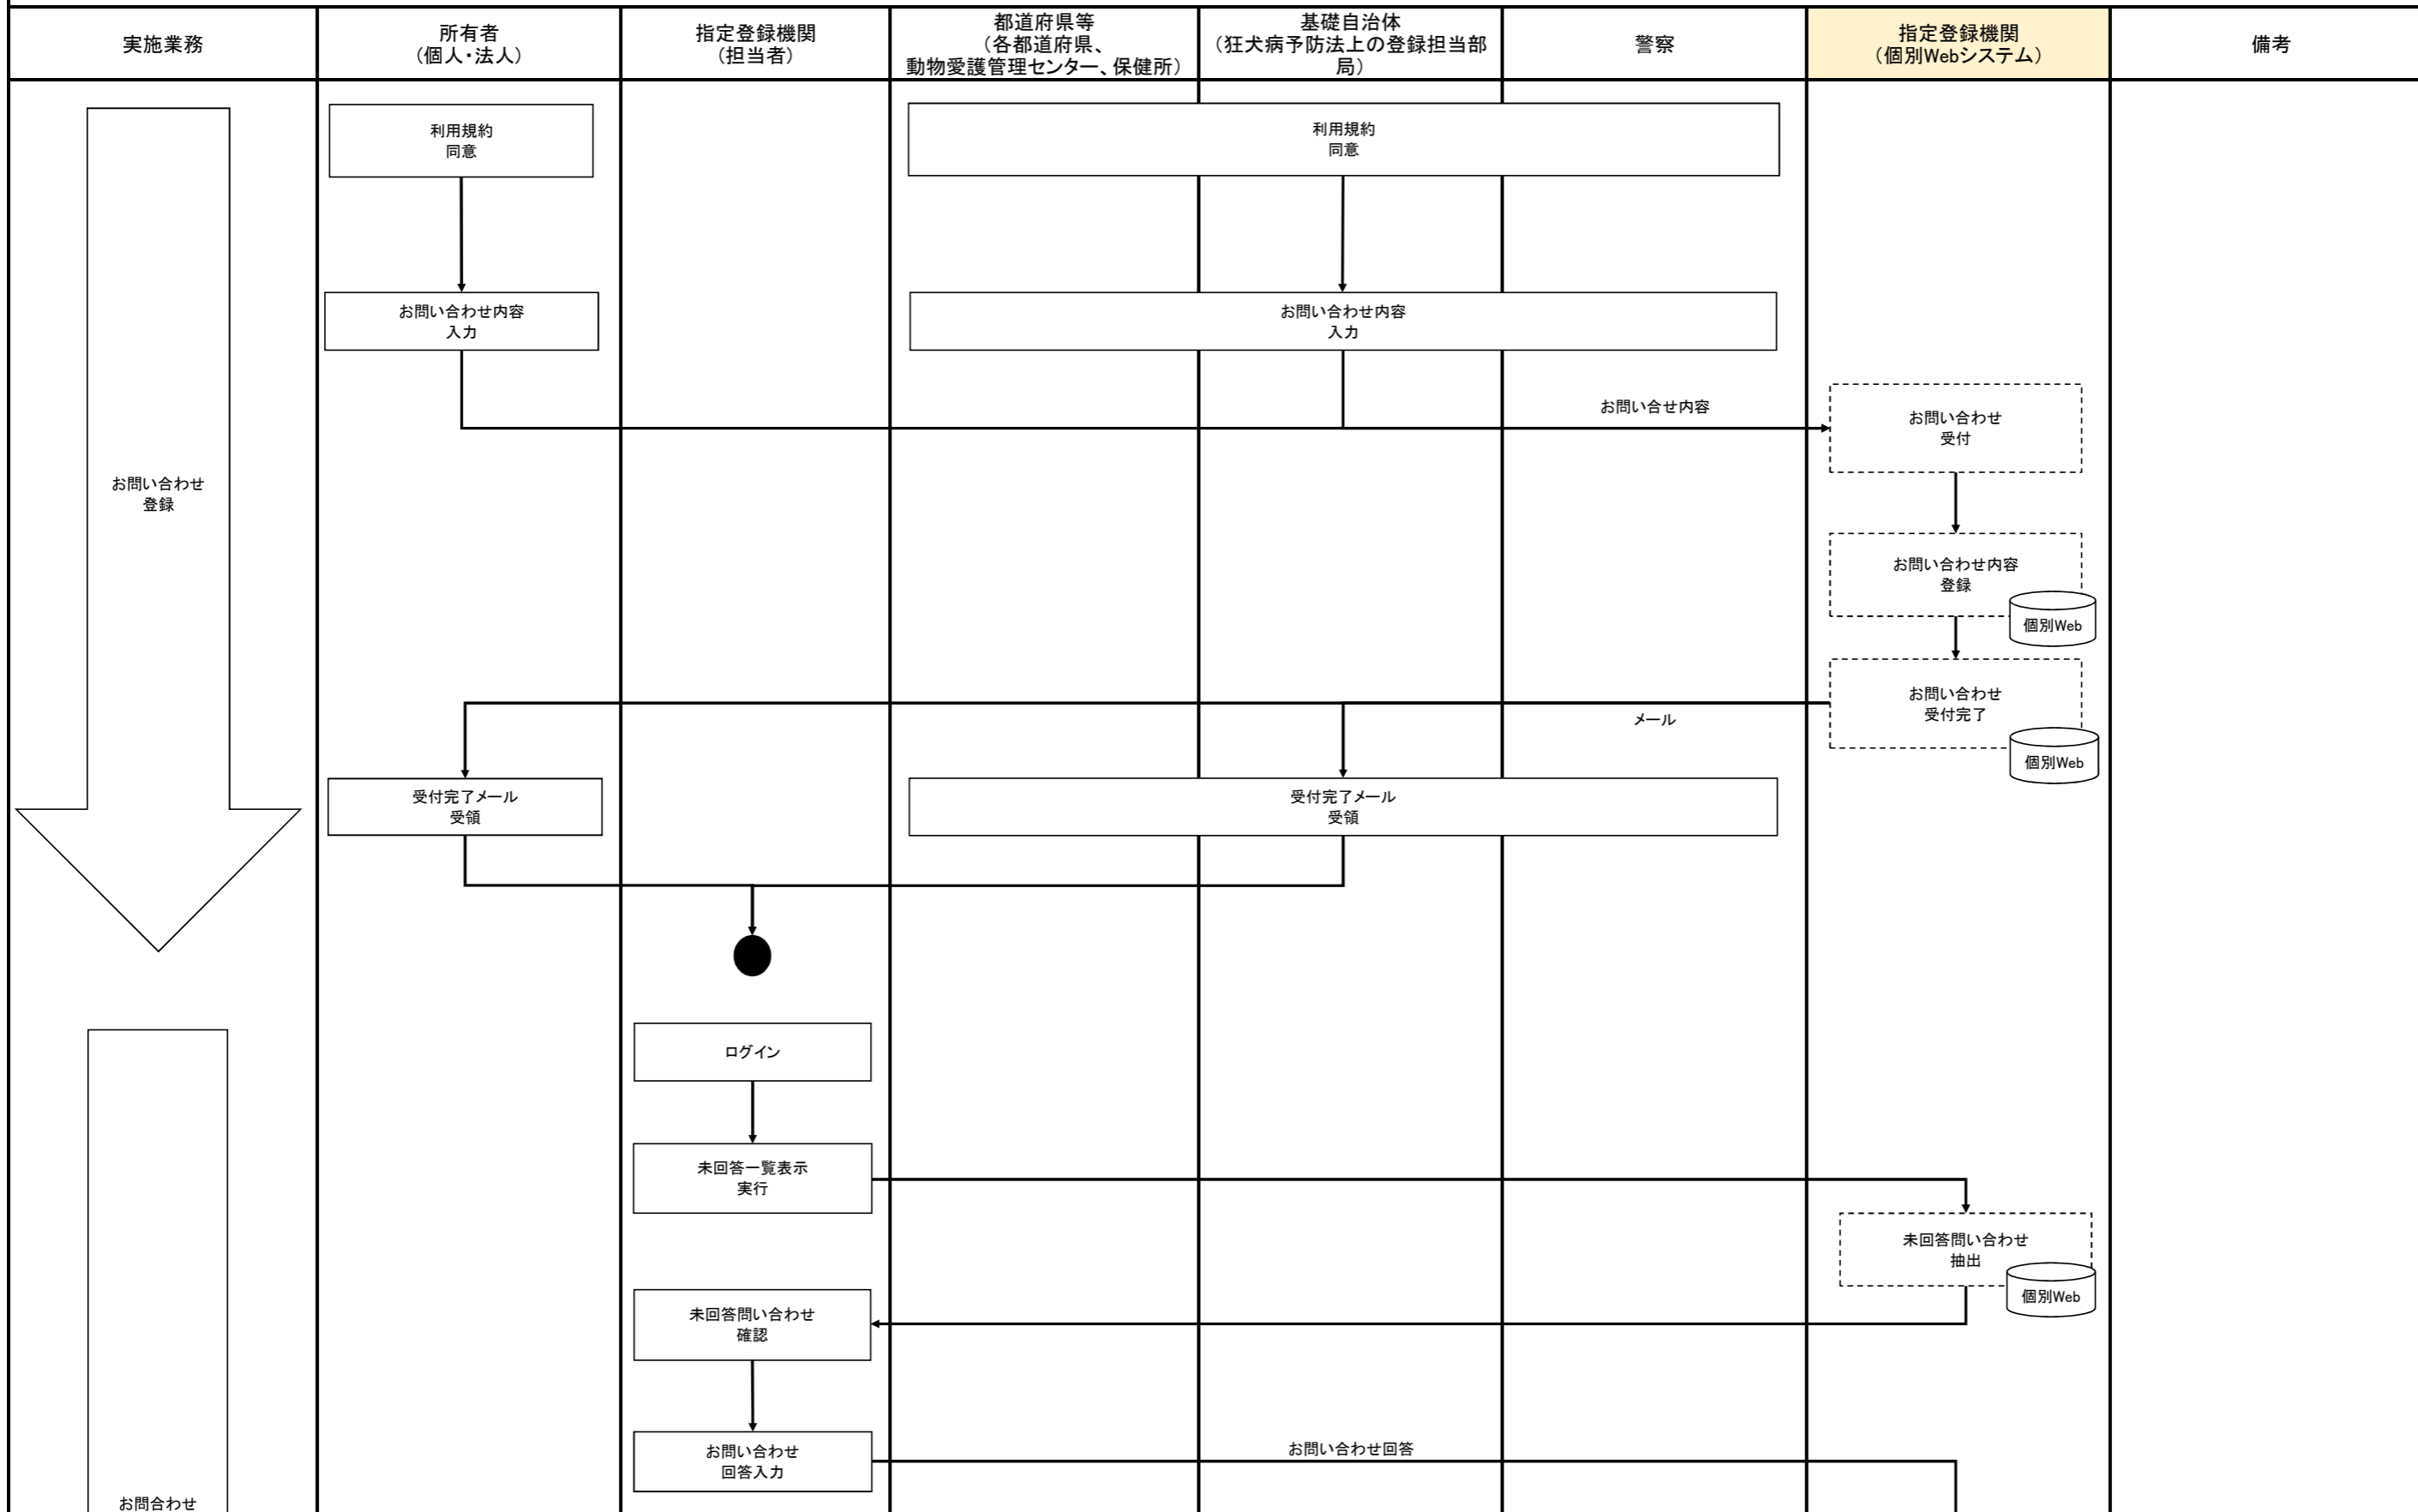 実施業務
所有者
（個人・法人）
指定登録機関
（担当者）
都道府県等
（各都道府県、
動物愛護管理センター、保健所）
基礎自治体
（狂犬病予防法上の登録担当部
局）
警察
指定登録機関
（個別Webシステム）
備考
利用規約
同意
利用規約
同意
お問い合わせ内容
入力
お問い合わせ内容
入力
お問い合せ内容
お問い合わせ
受付
お問い合わせ
登録
お問い合わせ内容
登録
個別Web
お問い合わせ
受付完了
個別Web
メール
受付完了メール
受領
受付完了メール
受領
ログイン
未回答一覧表示
実行
未回答問い合わせ
抽出
個別Web
未回答問い合わせ
確認
お問い合わせ
回答入力
お問い合わせ回答
お問合わせ